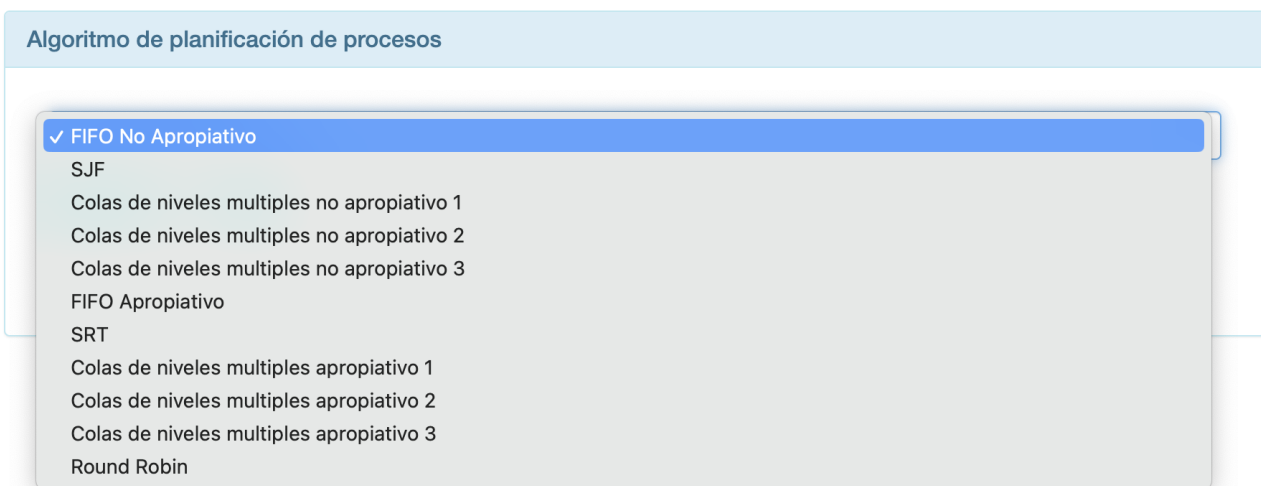 Algoritmo de planificación de procesos
✓ FIFO No Apropiativo
SJF
Colas de niveles multiples no apropiativo 1
Colas de niveles multiples no apropiativo 2
Colas de niveles multiples no apropiativo 3
FIFO Apropiativo
SRT
Colas de niveles multiples apropiativo 1
Colas de niveles multiples apropiativo 2
Colas de niveles multiples apropiativo 3
Round Robin